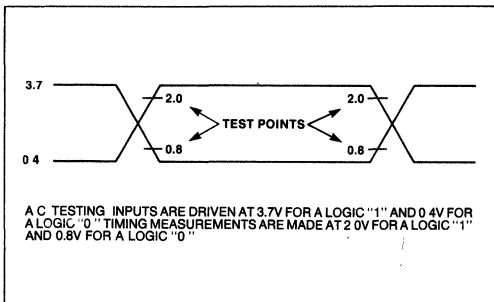 3.7
2.0
2.0
TEST POINTS
0.8
0.8
0 4
A C TESTING INPUTS ARE DRIVEN AT 3.7V FOR A LOGIC "1" AND 0 4V FOR
A LOGIC "0" TIMING MEASUREMENTS ARE MADE AT 2 0V FOR A LOGIC "1"
AND 0.8V FOR A LOGIC "0"